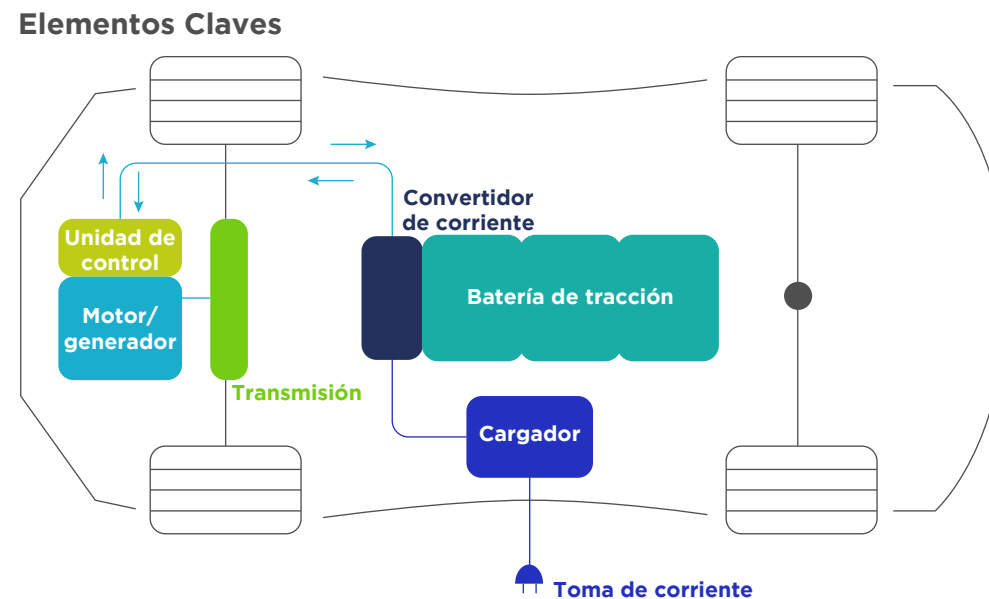 Elementos Claves
Convertidor
de corriente
Unidad de
control
Batería de tracción
Motor/
generador
Transmisión
Cargador
Toma de corriente